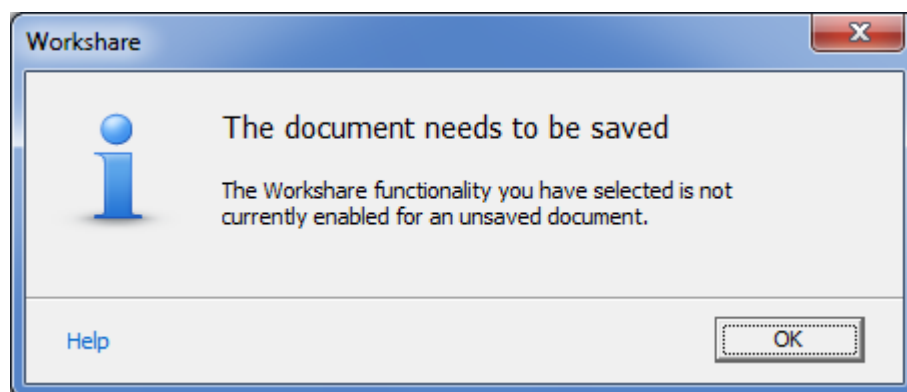 Workshare
The document needs to be saved
The Workshare functionality you have selected is not
currently enabled for an unsaved document.
Help
OK